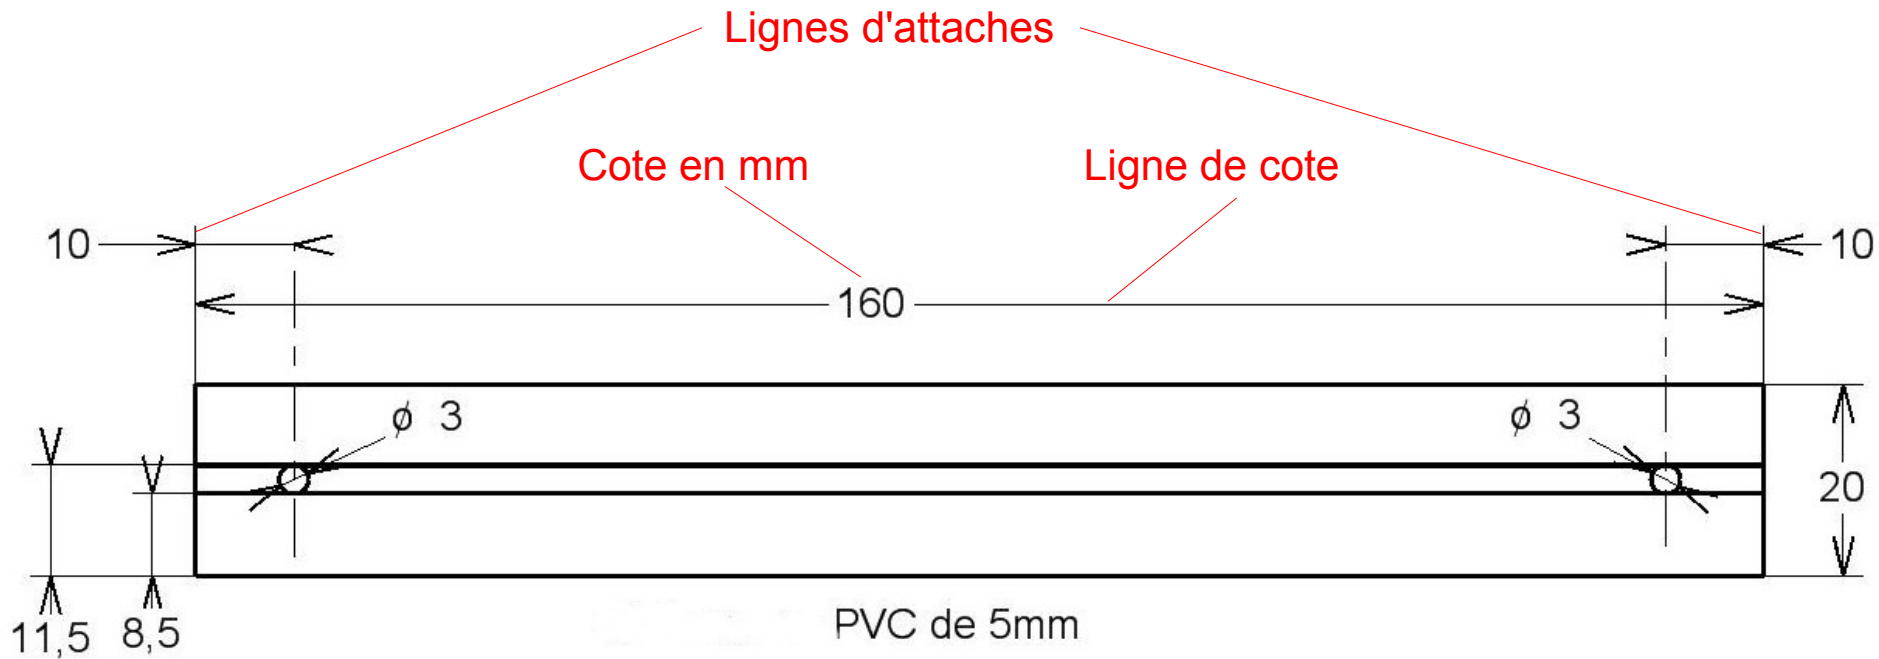 Lignes d'attaches
Cote en mm
Ligne de cote
10
10
160
ø 3
ø 3
20
11,5
8,5
PVC de 5mm